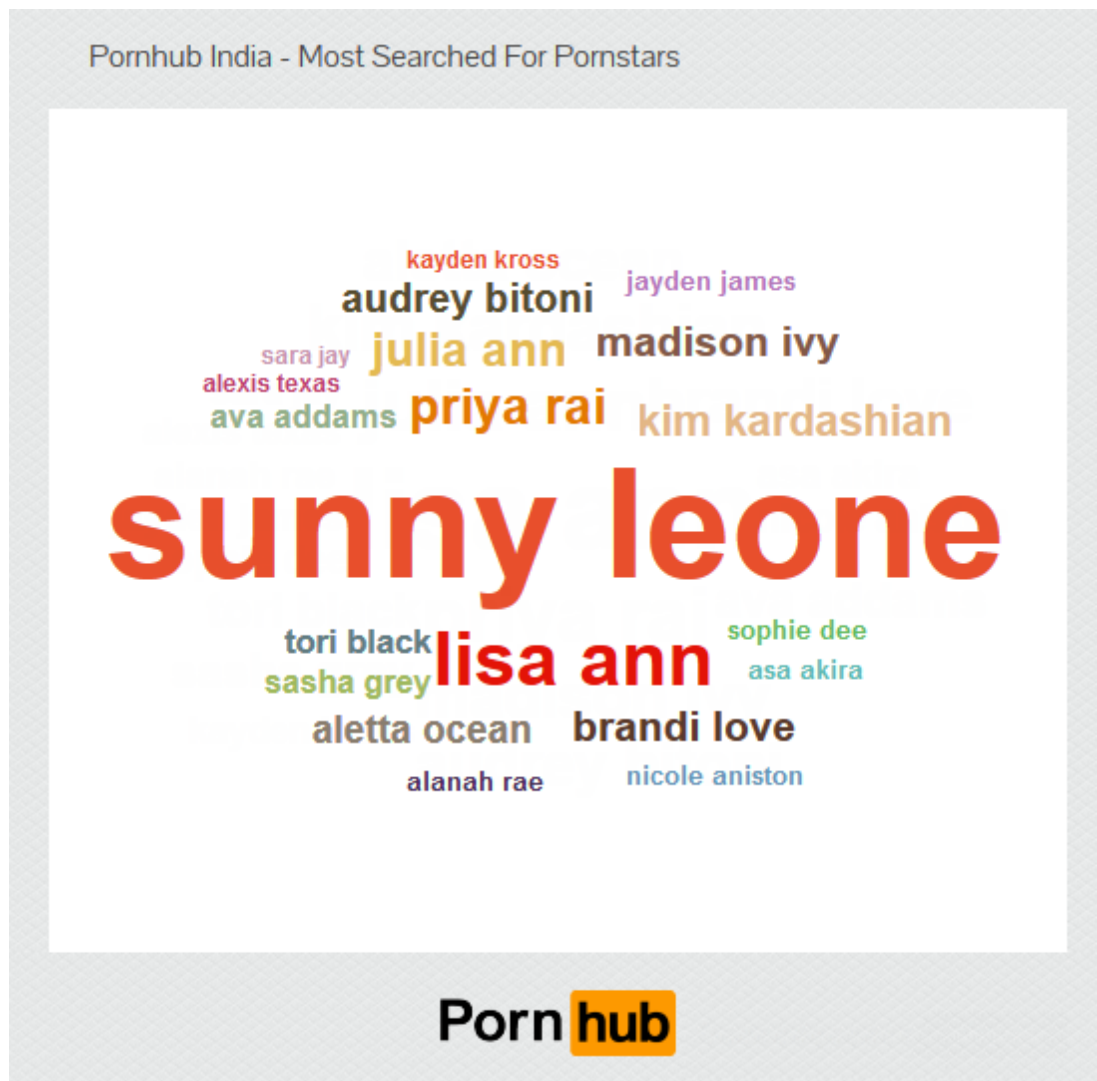 Pornhub India - Most Searched For Pornstars
kayden kross
jayden james
audrey bitoni
madison ivy
julia ann
sara jay
alexis texas
priya rai
ava addams
kim kardashian
sunny leone
sophie dee
tori black
lisa ann
asa akira
sasha grey
aletta ocean
brandi love
alanah rae
nicole aniston
Porn hub